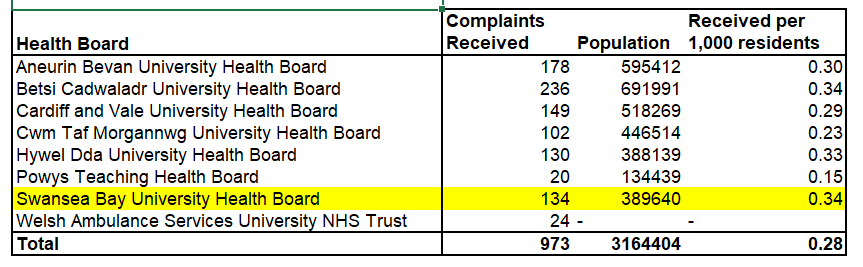 Health Board Complaints Received Population Received per 1,000 residents
Aneurin Bevan University Health Board 178 595412 0.30
Betsi Cadwaladr University Health Board 236 691991 0.34
Cardiff and Vale University Health Board 149 518269 0.29
Cwm Taf Morgannwg University Health Board 102 446514 0.23
Hywel Dda University Health Board 130 388139 0.33
Powys Teaching Health Board 20 134439 0.15
Swansea Bay University Health Board 134 389640 0.34
Welsh Ambulance Services University NHS Trust 24 - -
Total 973 3164404 0.28